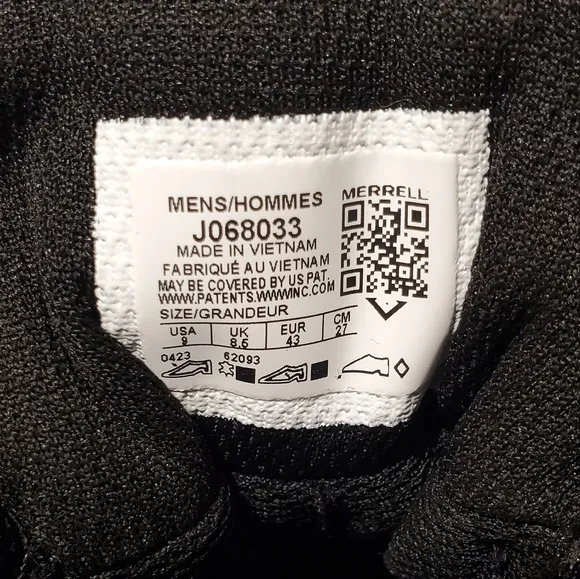 MENS/HOMMES
MERRELL
J068033
MADE IN VIETNAM
FABRIQUÉ AU VIETNAM
MAY BE COVERED BY US PAT.
WWW.PATENTS.WWWINC.COM
SIZE/GRANDEUR
USA UK EUR CM
9 8.5 43 27
0423 62093